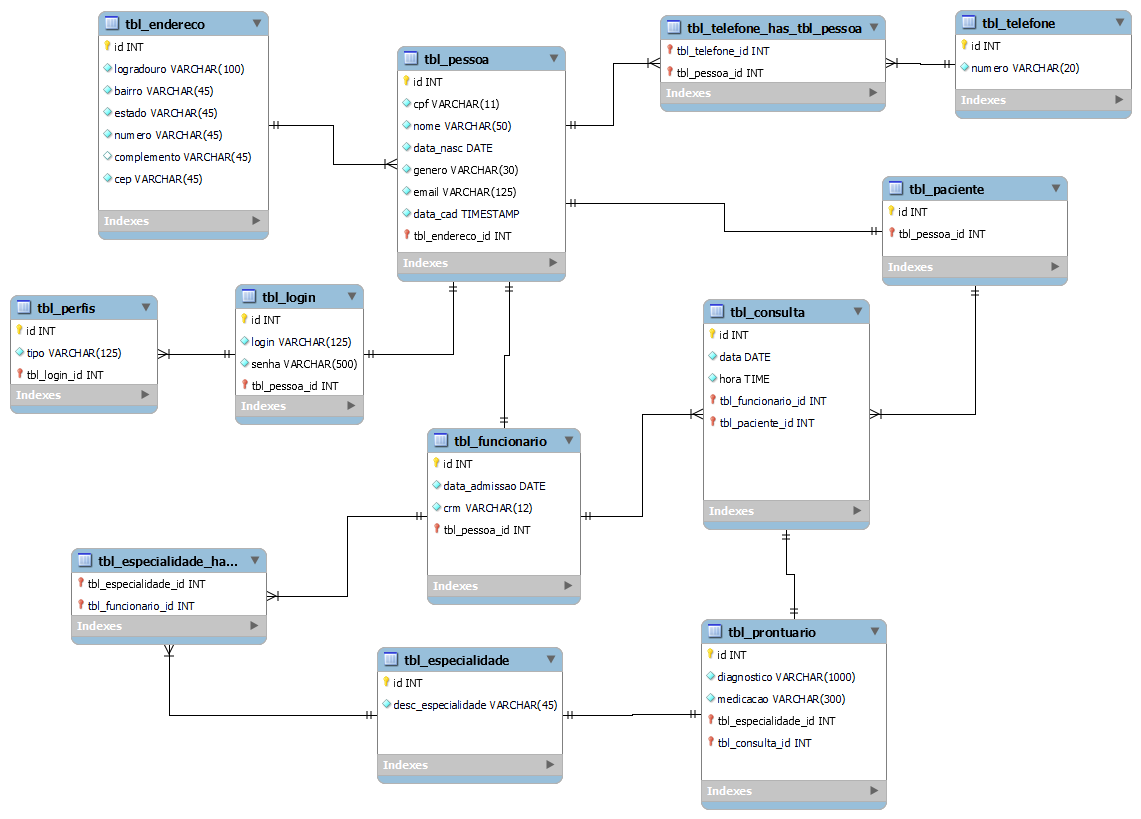 tbl_endereco
id INT
logradouro VARCHAR(100)
bairro VARCHAR(45)
estado VARCHAR(45)
numero VARCHAR(45)
complemento VARCHAR(45)
cep VARCHAR(45)
Indexes
tbl_pessoa
id INT
cpf VARCHAR(11)
nome VARCHAR(50)
data_nasc DATE
genero VARCHAR(30)
email VARCHAR(125)
data_cad TIMESTAMP
tbl_endereco_id INT
Indexes
tbl_telefone_has_tbl_pessoa
tbl_telefone_id INT
tbl_pessoa_id INT
Indexes
tbl_telefone
id INT
numero VARCHAR(20)
Indexes
tbl_paciente
id INT
tbl_pessoa_id INT
Indexes
tbl_perfis
id INT
tipo VARCHAR(125)
tbl_login_id INT
Indexes
tbl_login
id INT
login VARCHAR(125)
senha VARCHAR(500)
tbl_pessoa_id INT
Indexes
tbl_consulta
id INT
data DATE
hora TIME
tbl_funcionario_id INT
tbl_paciente_id INT
Indexes
tbl_funcionario
id INT
data_admissao DATE
crm VARCHAR(12)
tbl_pessoa_id INT
Indexes
tbl_especialidade_ha...
tbl_especialidade_id INT
tbl_funcionario_id INT
Indexes
tbl_especialidade
id INT
desc_especialidade VARCHAR(45)
Indexes
tbl_prontuario
id INT
diagnostico VARCHAR(1000)
medicacao VARCHAR(300)
tbl_especialidade_id INT
tbl_consulta_id INT
Indexes